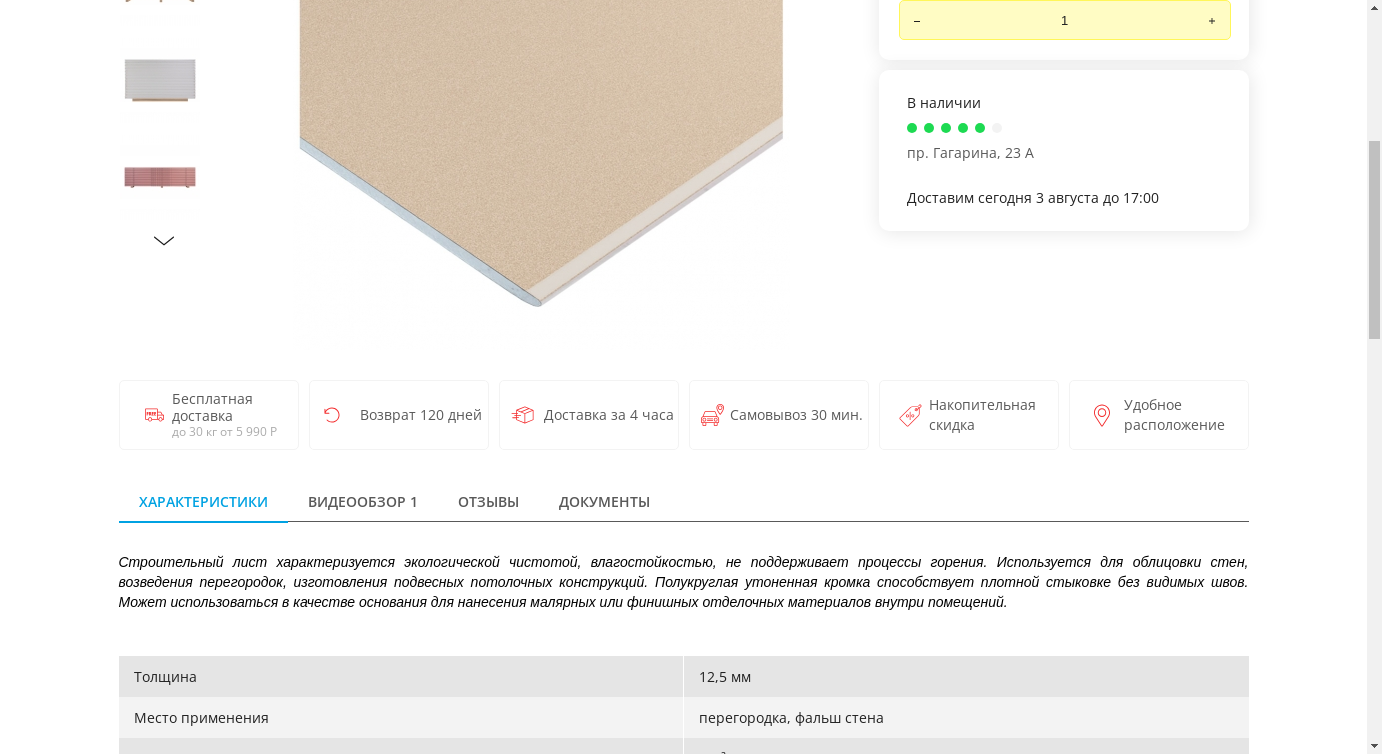 −
1
+
В наличии
пр. Гагарина, 23 А
Доставим сегодня 3 августа до 17:00
Бесплатная
доставка
до 30 кг от 5 990 Р
Возврат 120 дней
Доставка за 4 часа
Самовывоз 30 мин.
Накопительная
скидка
Удобное
расположение
ХАРАКТЕРИСТИКИ
ВИДЕООБЗОР 1
ОТЗЫВЫ
ДОКУМЕНТЫ
Строительный лист характеризуется экологической чистотой, влагостойкостью, не поддерживает процессы горения. Используется для облицовки стен,
возведения перегородок, изготовления подвесных потолочных конструкций. Полукруглая утоненная кромка способствует плотной стыковке без видимых швов.
Может использоваться в качестве основания для нанесения малярных или финишных отделочных материалов внутри помещений.
Толщина
12,5 мм
Место применения
перегородка, фальш стена